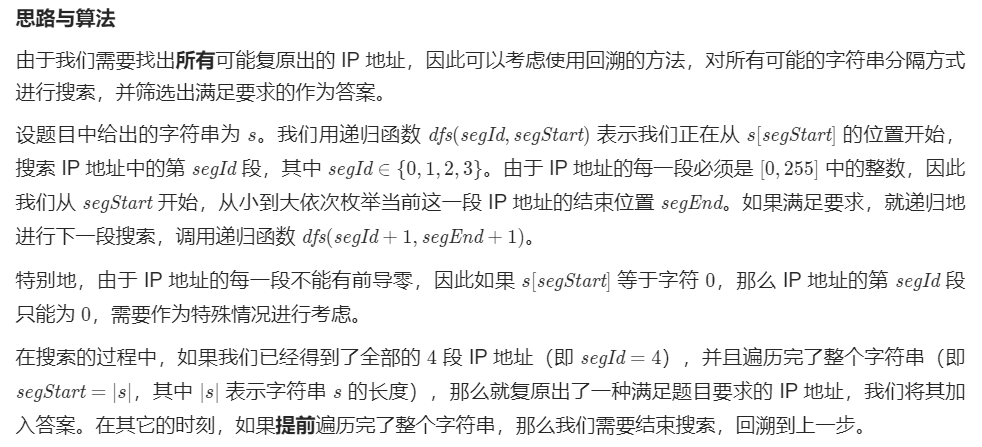 思路与算法
由于我们需要找出所有可能复原出的 IP 地址，因此可以考虑使用回溯的方法，对所有可能的字符串分隔方式
进行搜索，并筛选出满足要求的作为答案。
设题目中给出的字符串为 s。我们用递归函数 dfs(segId, segStart) 表示我们正在从 s[segStart] 的位置开始，
搜索 IP 地址中的第 segId 段，其中 segId ∈ {0, 1, 2, 3}。由于 IP 地址的每一段必须是 [0, 255] 中的整数，因此
我们从 segStart 开始，从小到大依次枚举当前这一段 IP 地址的结束位置 segEnd。如果满足要求，就递归地
进行下一段搜索，调用递归函数 dfs(segId + 1, segEnd + 1)。
特别地，由于 IP 地址的每一段不能有前导零，因此如果 s[segStart] 等于字符 0，那么 IP 地址的第 segId 段
只能为 0，需要作为特殊情况进行考虑。
在搜索的过程中，如果我们已经得到了全部的 4 段 IP 地址（即 segId = 4），并且遍历完了整个字符串（即
segStart = |s|，其中 |s| 表示字符串 s 的长度），那么就复原出了一种满足题目要求的 IP 地址，我们将其加
入答案。在其它的时刻，如果提前遍历完了整个字符串，那么我们需要结束搜索，回溯到上一步。